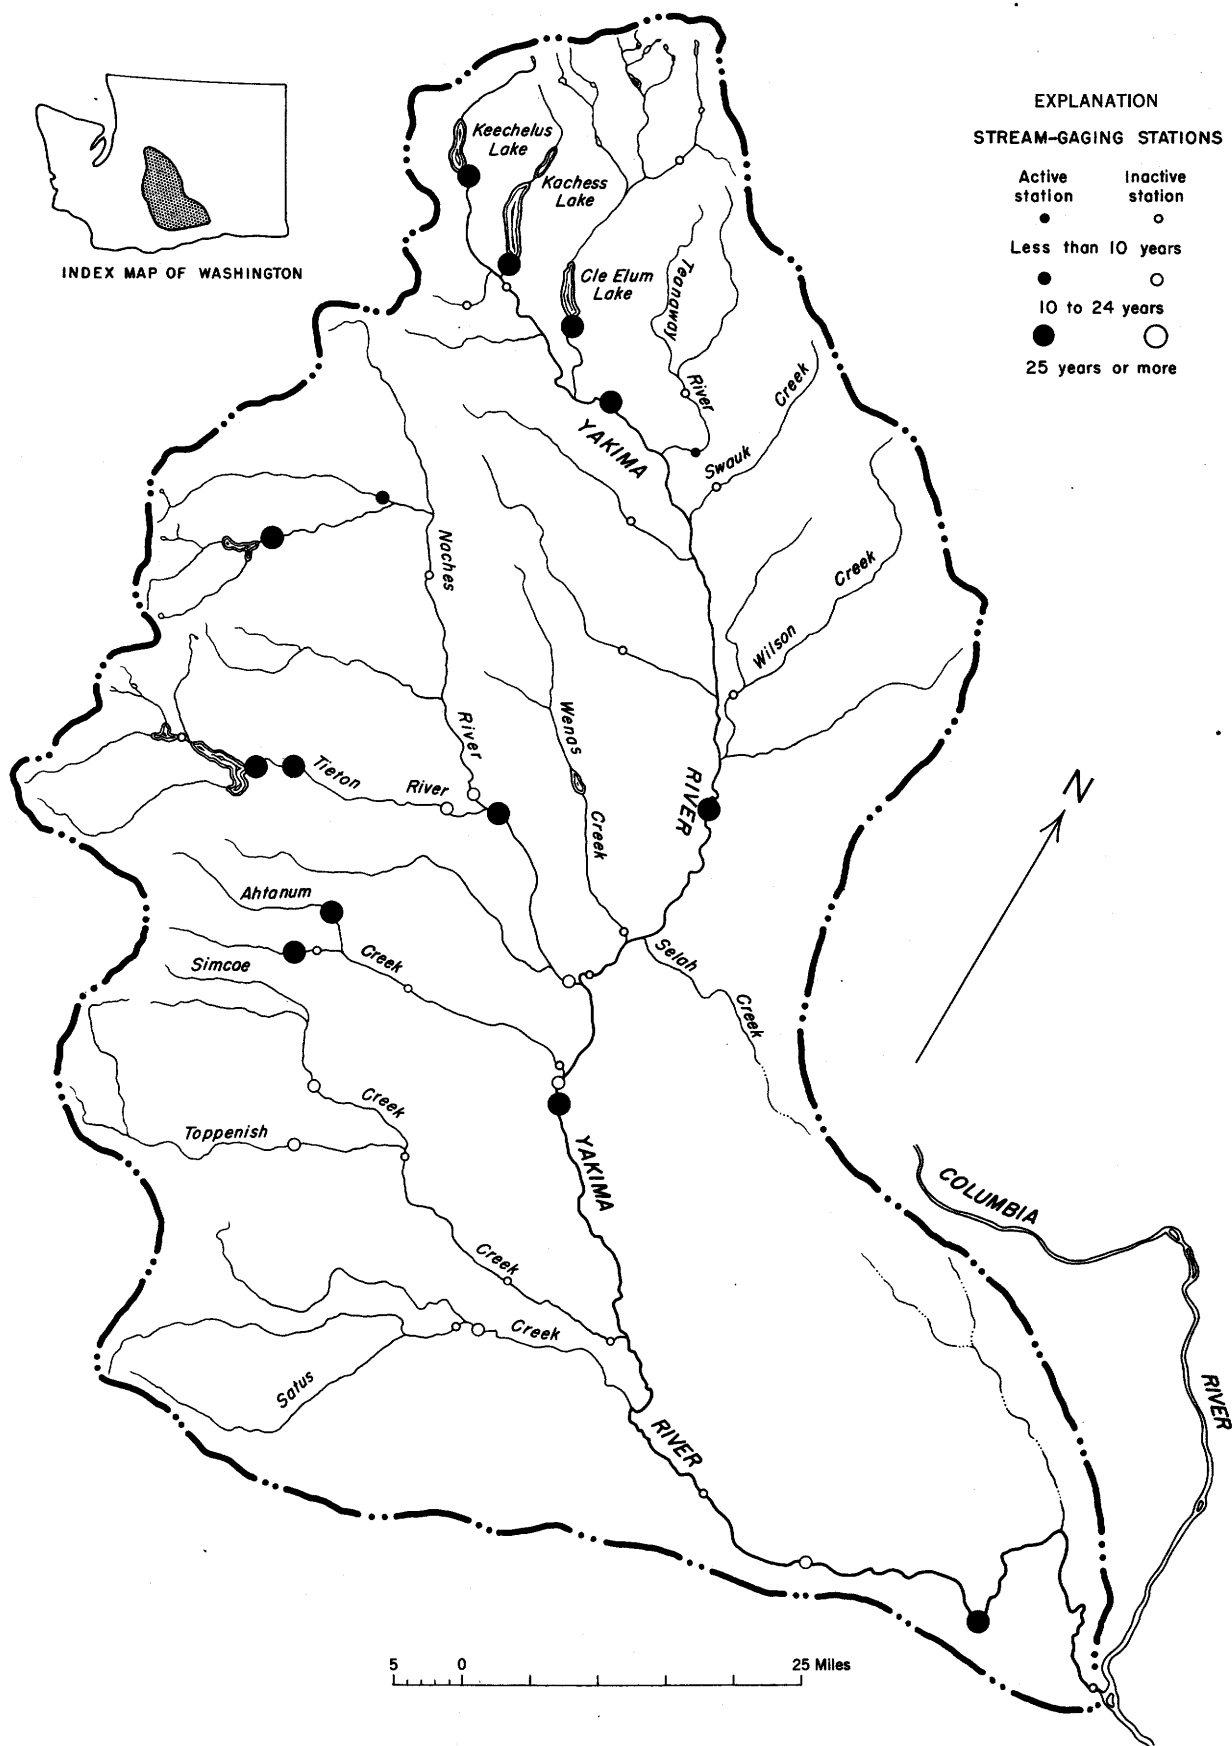 EXPLANATION
STREAM-GAGING STATIONS
Active
station
Inactive
station
Less than 10 years
10 to 24 years
25 years or more
INDEX MAP OF WASHINGTON
Keechelus
Lake
Kachess
Lake
Cle Elum
Lake
Teanaway
River
Creek
Swauk
YAKIMA
Naches
Creek
Wilson
River
Wenas
Creek
Tieton
River
RIVER
Ahtanum
Creek
Simcoe
Selah
Creek
N
Creek
Toppenish
YAKIMA
COLUMBIA
RIVER
Creek
Creek
Satus
RIVER
5 0 25 Miles